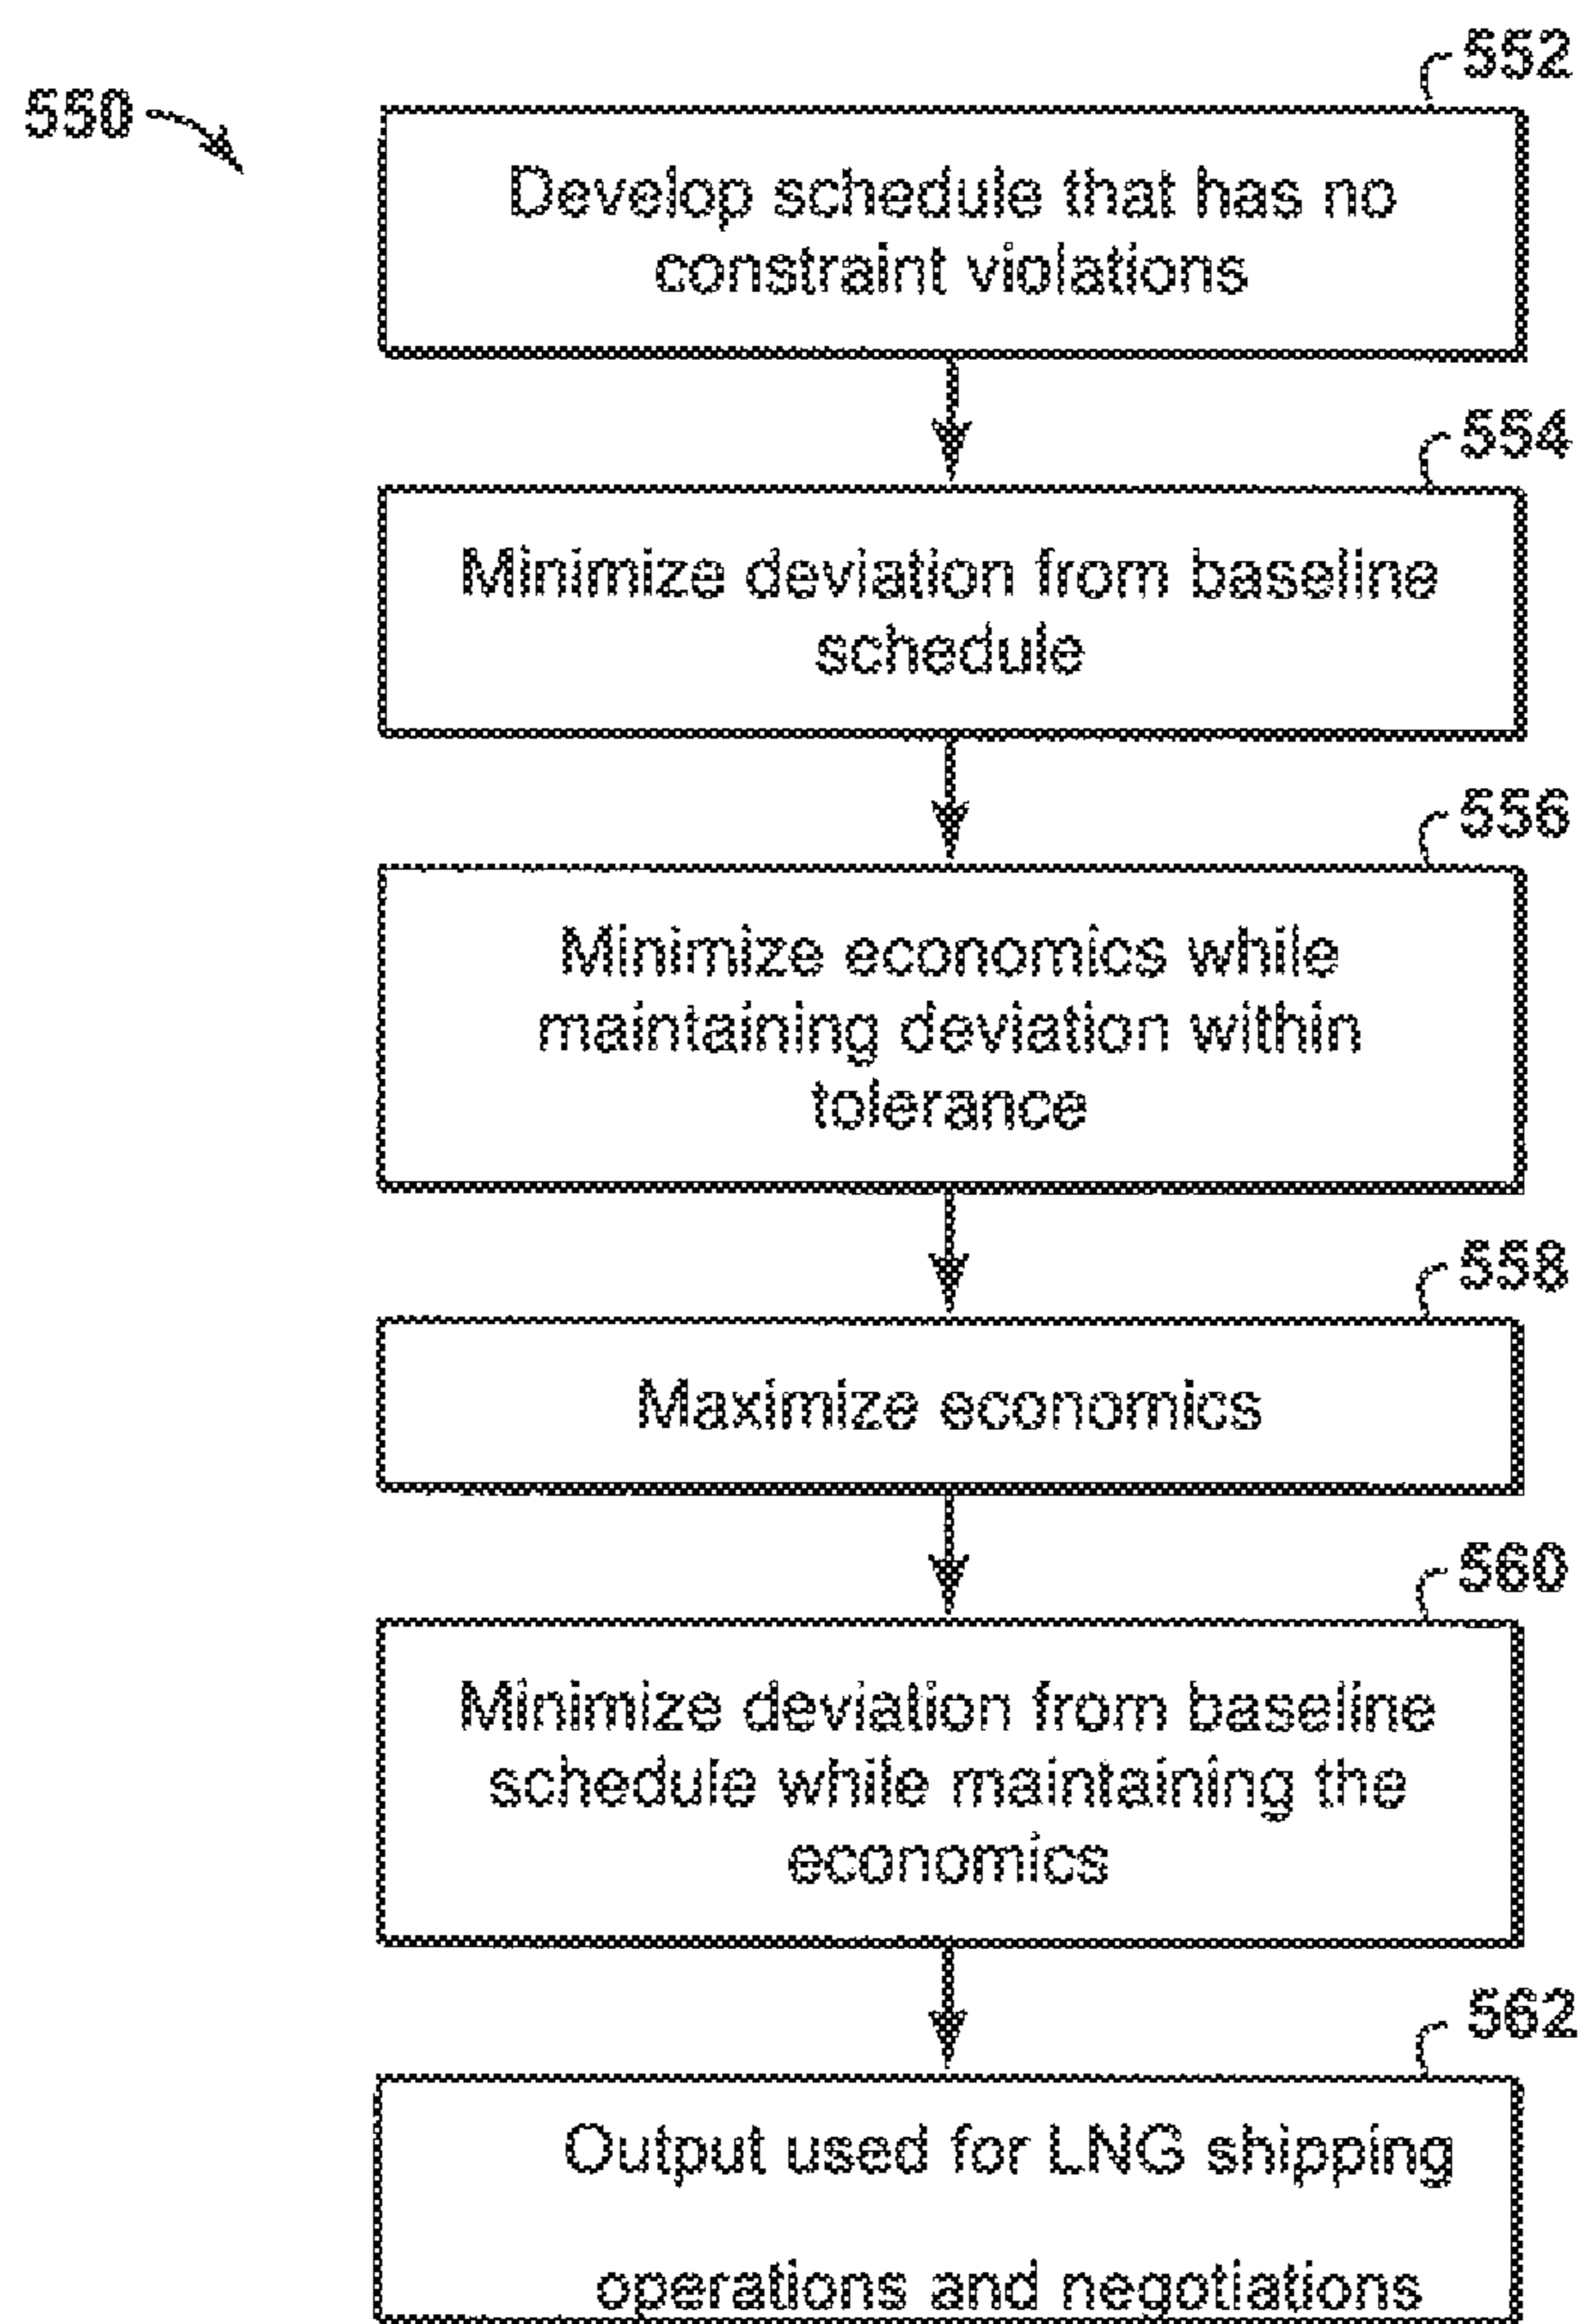 550
552
Develop schedule that has no
constraint violations
554
Minimize deviation from baseline
schedule
556
Minimize economics while
maintaining deviation within
tolerance
558
Maximize economics
560
Minimize deviation from baseline
schedule while maintaining the
economics
562
Output used for LNG shipping
operations and negotiations